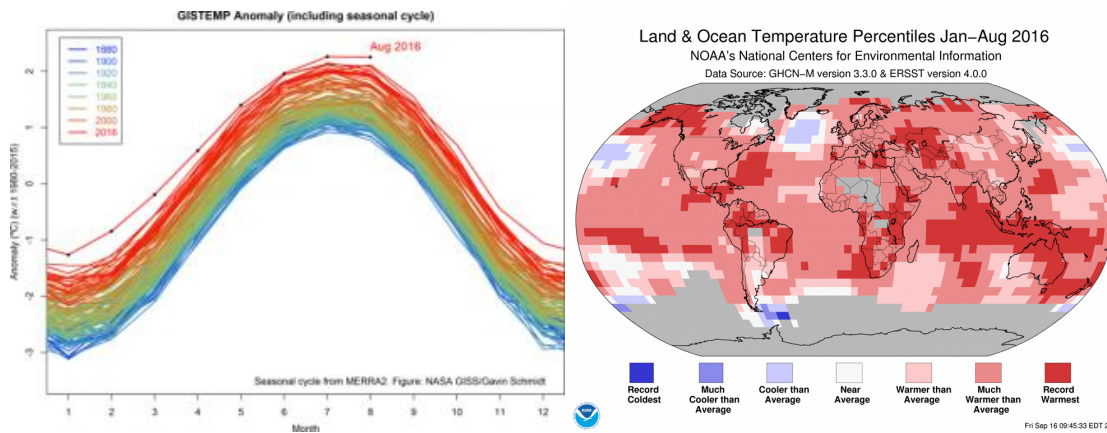 GISTEMP Anomaly (including seasonal cycle)
Aug 2016
1880
1900
1920
1940
1960
1980
2000
2016
Anomaly (°C) (w.r.t 1980-2015)
2
1
0
-1
-2
-3
Seasonal cycle from MERRA2. Figure: NASA GISS/Gavin Schmidt
1 2 3 4 5 6 7 8 9 10 11 12
Month
Land & Ocean Temperature Percentiles Jan–Aug 2016
NOAA's National Centers for Environmental Information
Data Source: GHCN–M version 3.3.0 & ERSST version 4.0.0
Record Much Cooler than Near Warmer than Much Record
Coldest Cooler than Average Average Average Warmer than Warmest
Average Average
Fri Sep 16 09:45:33 EDT 2